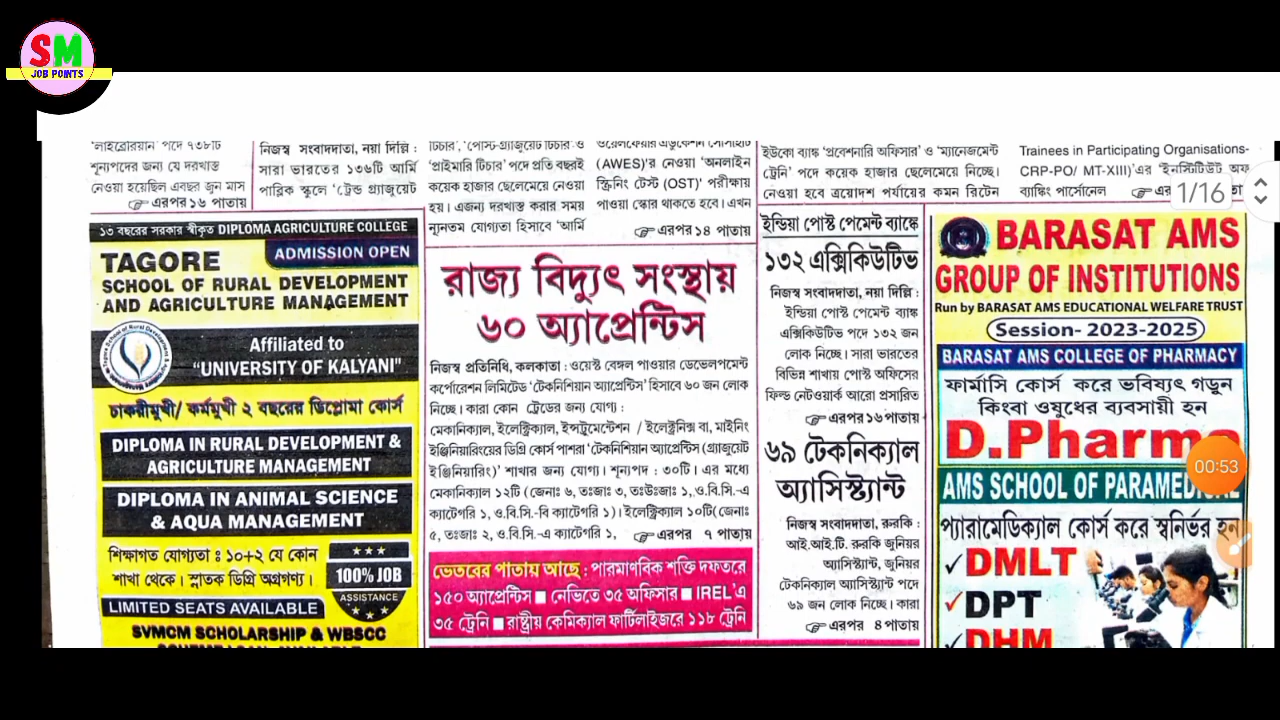 SM
JOB POINTS
'লাইব্রেরিয়ান' পদে ৭৩৮টি
শূন্যপদের জন্য যে দরখাস্ত
নেওয়া হয়েছিল এবছর জুন মাস
এরপর ১৬ পাতায়
নিজস্ব সংবাদদাতা, নয়া দিল্লি :
সারা ভারতের ১৩৬টি আর্মি
পাব্লিক স্কুলে 'ট্রেন্ড গ্র্যাজুয়েট
টিচার', 'পোস্ট-গ্র্যাজুয়েট টিচার' ও
'প্রাইমারি টিচার' পদে প্রতি বছরই
কয়েক হাজার ছেলেমেয়ে নেওয়া
হয়। এজন্য দরখাস্ত করার সময়
ন্যূনতম যোগ্যতা হিসাবে 'আর্মি
ওয়েলফেয়ার এডুকেশন সোসাইটি
(AWES)'র নেওয়া 'অনলাইন
স্ক্রিনিং টেস্ট (OST)' পরীক্ষায়
পাওয়া স্কোর থাকতে হবে। এখন
এরপর ১৪ পাতায়
ইউকো ব্যাঙ্ক 'প্রবেশনারি অফিসার' ও 'ম্যানেজমেন্ট
ট্রেনি' পদে কয়েক হাজার ছেলেমেয়ে নিচ্ছে।
নেওয়া হবে ত্রয়োদশ পর্যায়ের কমন রিটেন
Trainees in Participating Organisations-
CRP-PO/ MT-XIII)'এর 'ইনস্টিটিউট অফ
ব্যাঙ্কিং পার্সোনেল
1/16
১৩ বছরের সরকার স্বীকৃত DIPLOMA AGRICULTURE COLLEGE
ADMISSION OPEN
TAGORE
SCHOOL OF RURAL DEVELOPMENT
AND AGRICULTURE MANAGEMENT
Affiliated to
"UNIVERSITY OF KALYANI"
চাকরীমুখী/ কর্মমুখী ২ বছরের ডিপ্লোমা কোর্স
DIPLOMA IN RURAL DEVELOPMENT &
AGRICULTURE MANAGEMENT
DIPLOMA IN ANIMAL SCIENCE
& AQUA MANAGEMENT
শিক্ষাগত যোগ্যতা ঃ ১০+২ যে কোন
শাখা থেকে। স্নাতক ডিগ্রি অগ্রগণ্য।
100% JOB
ASSISTANCE
LIMITED SEATS AVAILABLE
SVMCM SCHOLARSHIP & WBSCC
রাজ্য বিদ্যুৎ সংস্থায়
৬০ অ্যাপ্রেন্টিস
নিজস্ব প্রতিনিধি, কলকাতা : ওয়েস্ট বেঙ্গল পাওয়ার ডেভেলপমেন্ট
কর্পোরেশন লিমিটেড 'টেকনিশিয়ান অ্যাপ্রেন্টিস' হিসাবে ৬০ জন লোক
নিচ্ছে। কারা কোন ট্রেডের জন্য যোগ্য :
মেকানিক্যাল, ইলেক্ট্রিক্যাল, ইন্সট্রুমেন্টেশন / ইলেক্ট্রনিক্স বা, মাইনিং
ইঞ্জিনিয়ারিংয়ের ডিগ্রি কোর্স পাশরা 'টেকনিশিয়ান অ্যাপ্রেন্টিস (গ্র্যাজুয়েট
ইঞ্জিনিয়ারিং)' শাখার জন্য যোগ্য। শূন্যপদ : ৩০টি। এর মধ্যে
মেকানিক্যাল ১২টি (জেনাঃ ৬, তঃজাঃ ৩, তঃউঃজাঃ ১, ও.বি.সি.-এ
ক্যাটেগরি ১, ও.বি.সি.-বি ক্যাটেগরি ১)। ইলেক্ট্রিক্যাল ১০টি(জেনাঃ
৫, তঃজাঃ ২, ও.বি.সি.-এ ক্যাটেগরি ১, এরপর ৭ পাতায়
ভেতরের পাতায় আছে : পারমাণবিক শক্তি দফতরে
১৫০ অ্যাপ্রেন্টিস ■ নেভিতে ৩৫ অফিসার ■ IREL'এ
৩৫ ট্রেনি ■ রাষ্ট্রীয় কেমিক্যাল ফার্টিলাইজরে ১১৮ ট্রেনি
ইন্ডিয়া পোস্ট পেমেন্ট ব্যাঙ্কে
১৩২ এক্সিকিউটিভ
নিজস্ব সংবাদদাতা, নয়া দিল্লি :
ইন্ডিয়া পোস্ট পেমেন্ট ব্যাঙ্ক
এক্সিকিউটিভ পদে ১৩২ জন
লোক নিচ্ছে। সারা ভারতের
বিভিন্ন শাখায় পোস্ট অফিসের
ফিল্ড নেটওয়ার্ক আরো প্রসারিত
এরপর ১৬ পাতায়
৬৯ টেকনিক্যাল
অ্যাসিস্ট্যান্ট
নিজস্ব সংবাদদাতা, রুরকি :
আই.আই.টি. রুরকি জুনিয়র
অ্যাসিস্ট্যান্ট, জুনিয়র
টেকনিক্যাল অ্যাসিস্ট্যান্ট পদে
৬৯ জন লোক নিচ্ছে। কারা
এরপর ৪ পাতায়
BARASAT AMS
GROUP OF INSTITUTIONS
Run by BARASAT AMS EDUCATIONAL WELFARE TRUST
Session- 2023-2025
BARASAT AMS COLLEGE OF PHARMACY
ফার্মাসি কোর্স করে ভবিষ্যৎ গড়ুন
কিংবা ওষুধের ব্যবসায়ী হন
D.Pharma
00:53
AMS SCHOOL OF PARAMEDICAL
প্যারামেডিক্যাল কোর্স করে স্বনির্ভর হন
DMLT
DPT
DHM